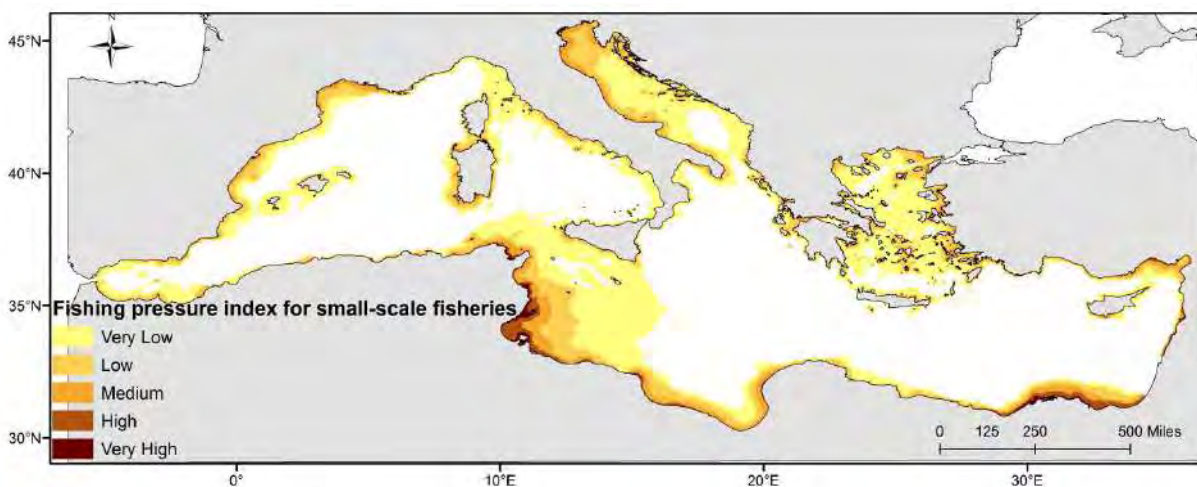 N
45°N
40°N
35°N
30°N
Fishing pressure index for small-scale fisheries
Very Low
Low
Medium
High
Very High
0 125 250 500 Miles
0° 10°E 20°E 30°E